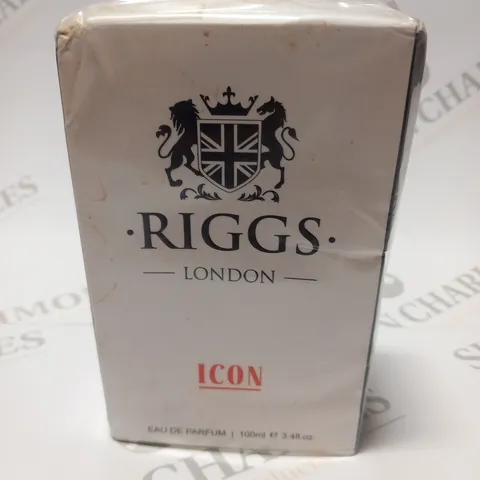 ·RIGGS·
LONDON
ICON
EAU DE PARFUM | 100ml ℮ 3.4fl.oz.